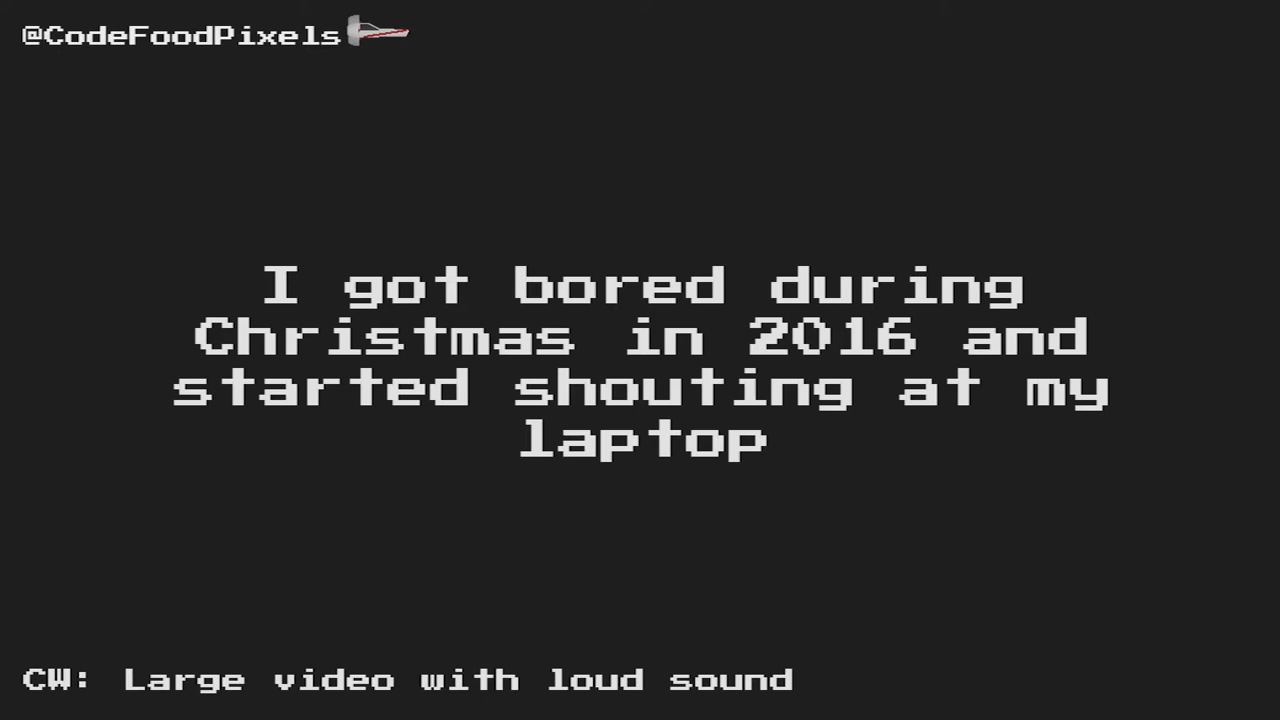 @CodeFoodPixels
I got bored during
Christmas in 2016 and
started shouting at my
laptop
CW: Large video with loud sound